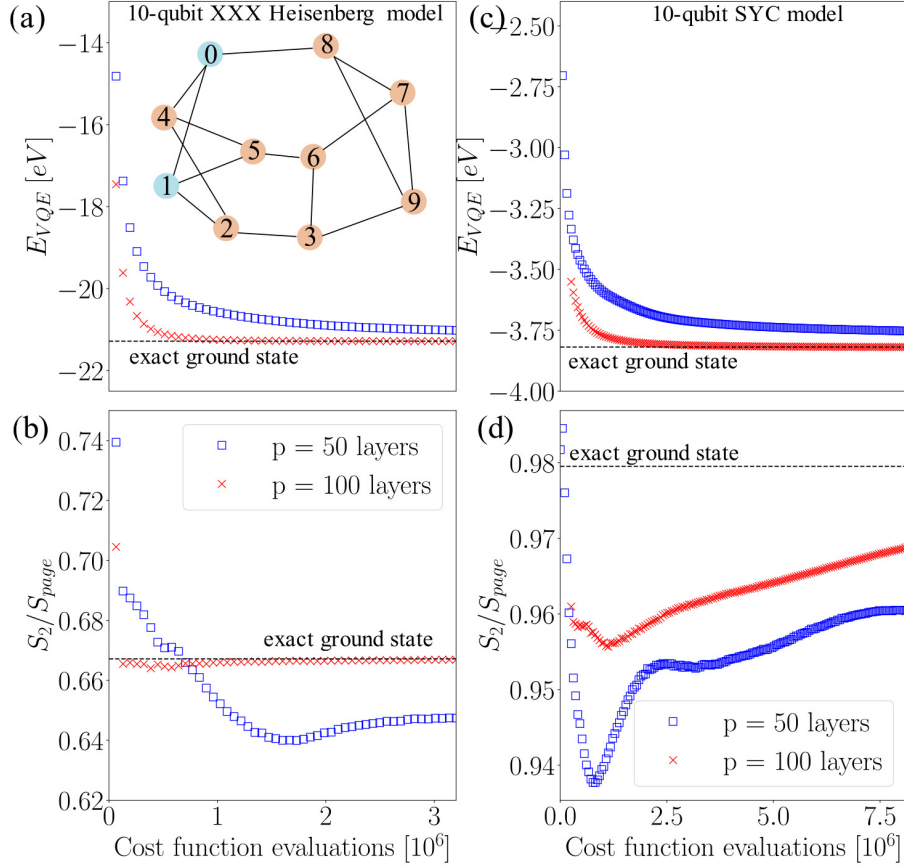 (a)
10-qubit XXX Heisenberg model
−14
−16
−18
−20
−22
E_VQE [eV]
0
8
4
7
5
6
1
2
3
9
exact ground state
(c)
10-qubit SYC model
−2.50
−2.75
−3.00
−3.25
−3.50
−3.75
−4.00
E_VQE [eV]
exact ground state
(b)
0.74
0.72
0.70
0.68
0.66
0.64
0.62
S_2/S_page
p = 50 layers
p = 100 layers
exact ground state
0
1
2
3
Cost function evaluations [10^6]
(d)
0.98
0.97
0.96
0.95
0.94
S_2/S_page
exact ground state
p = 50 layers
p = 100 layers
0.0
2.5
5.0
7.5
Cost function evaluations [10^6]